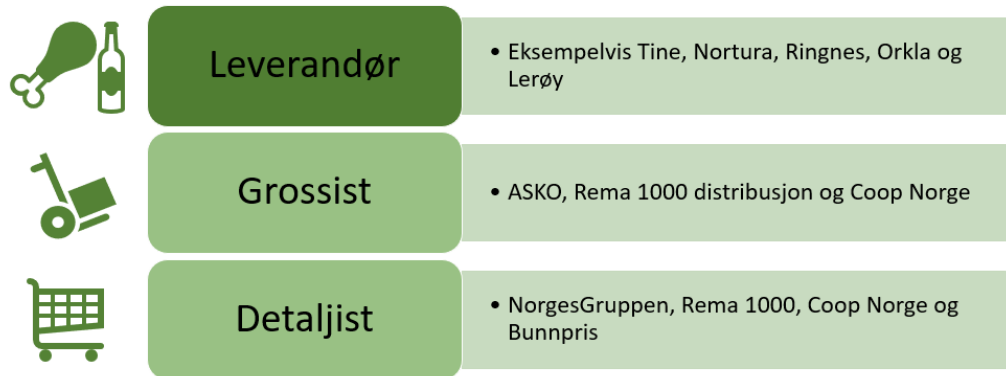 Leverandør
• Eksempelvis Tine, Nortura, Ringnes, Orkla og
Lerøy
Grossist
• ASKO, Rema 1000 distribusjon og Coop Norge
Detaljist
• NorgesGruppen, Rema 1000, Coop Norge og
Bunnpris